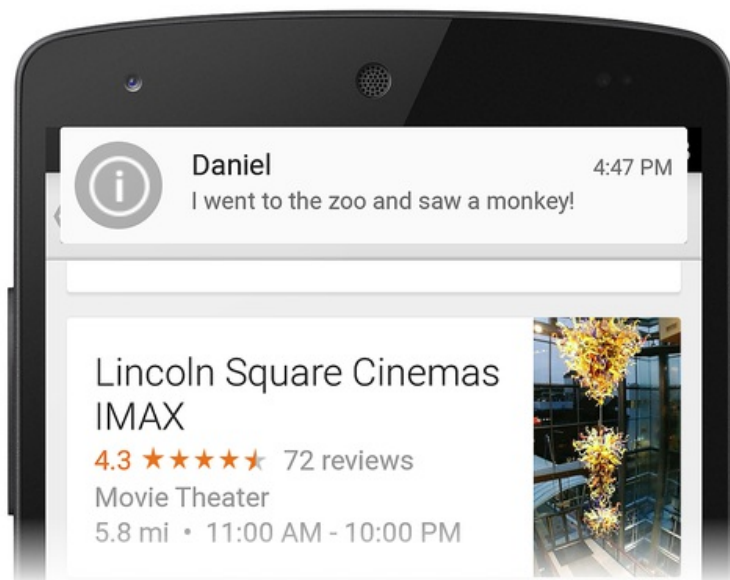 Daniel
4:47 PM
I went to the zoo and saw a monkey!
Lincoln Square Cinemas
IMAX
4.3 ★★★★★ 72 reviews
Movie Theater
5.8 mi • 11:00 AM - 10:00 PM